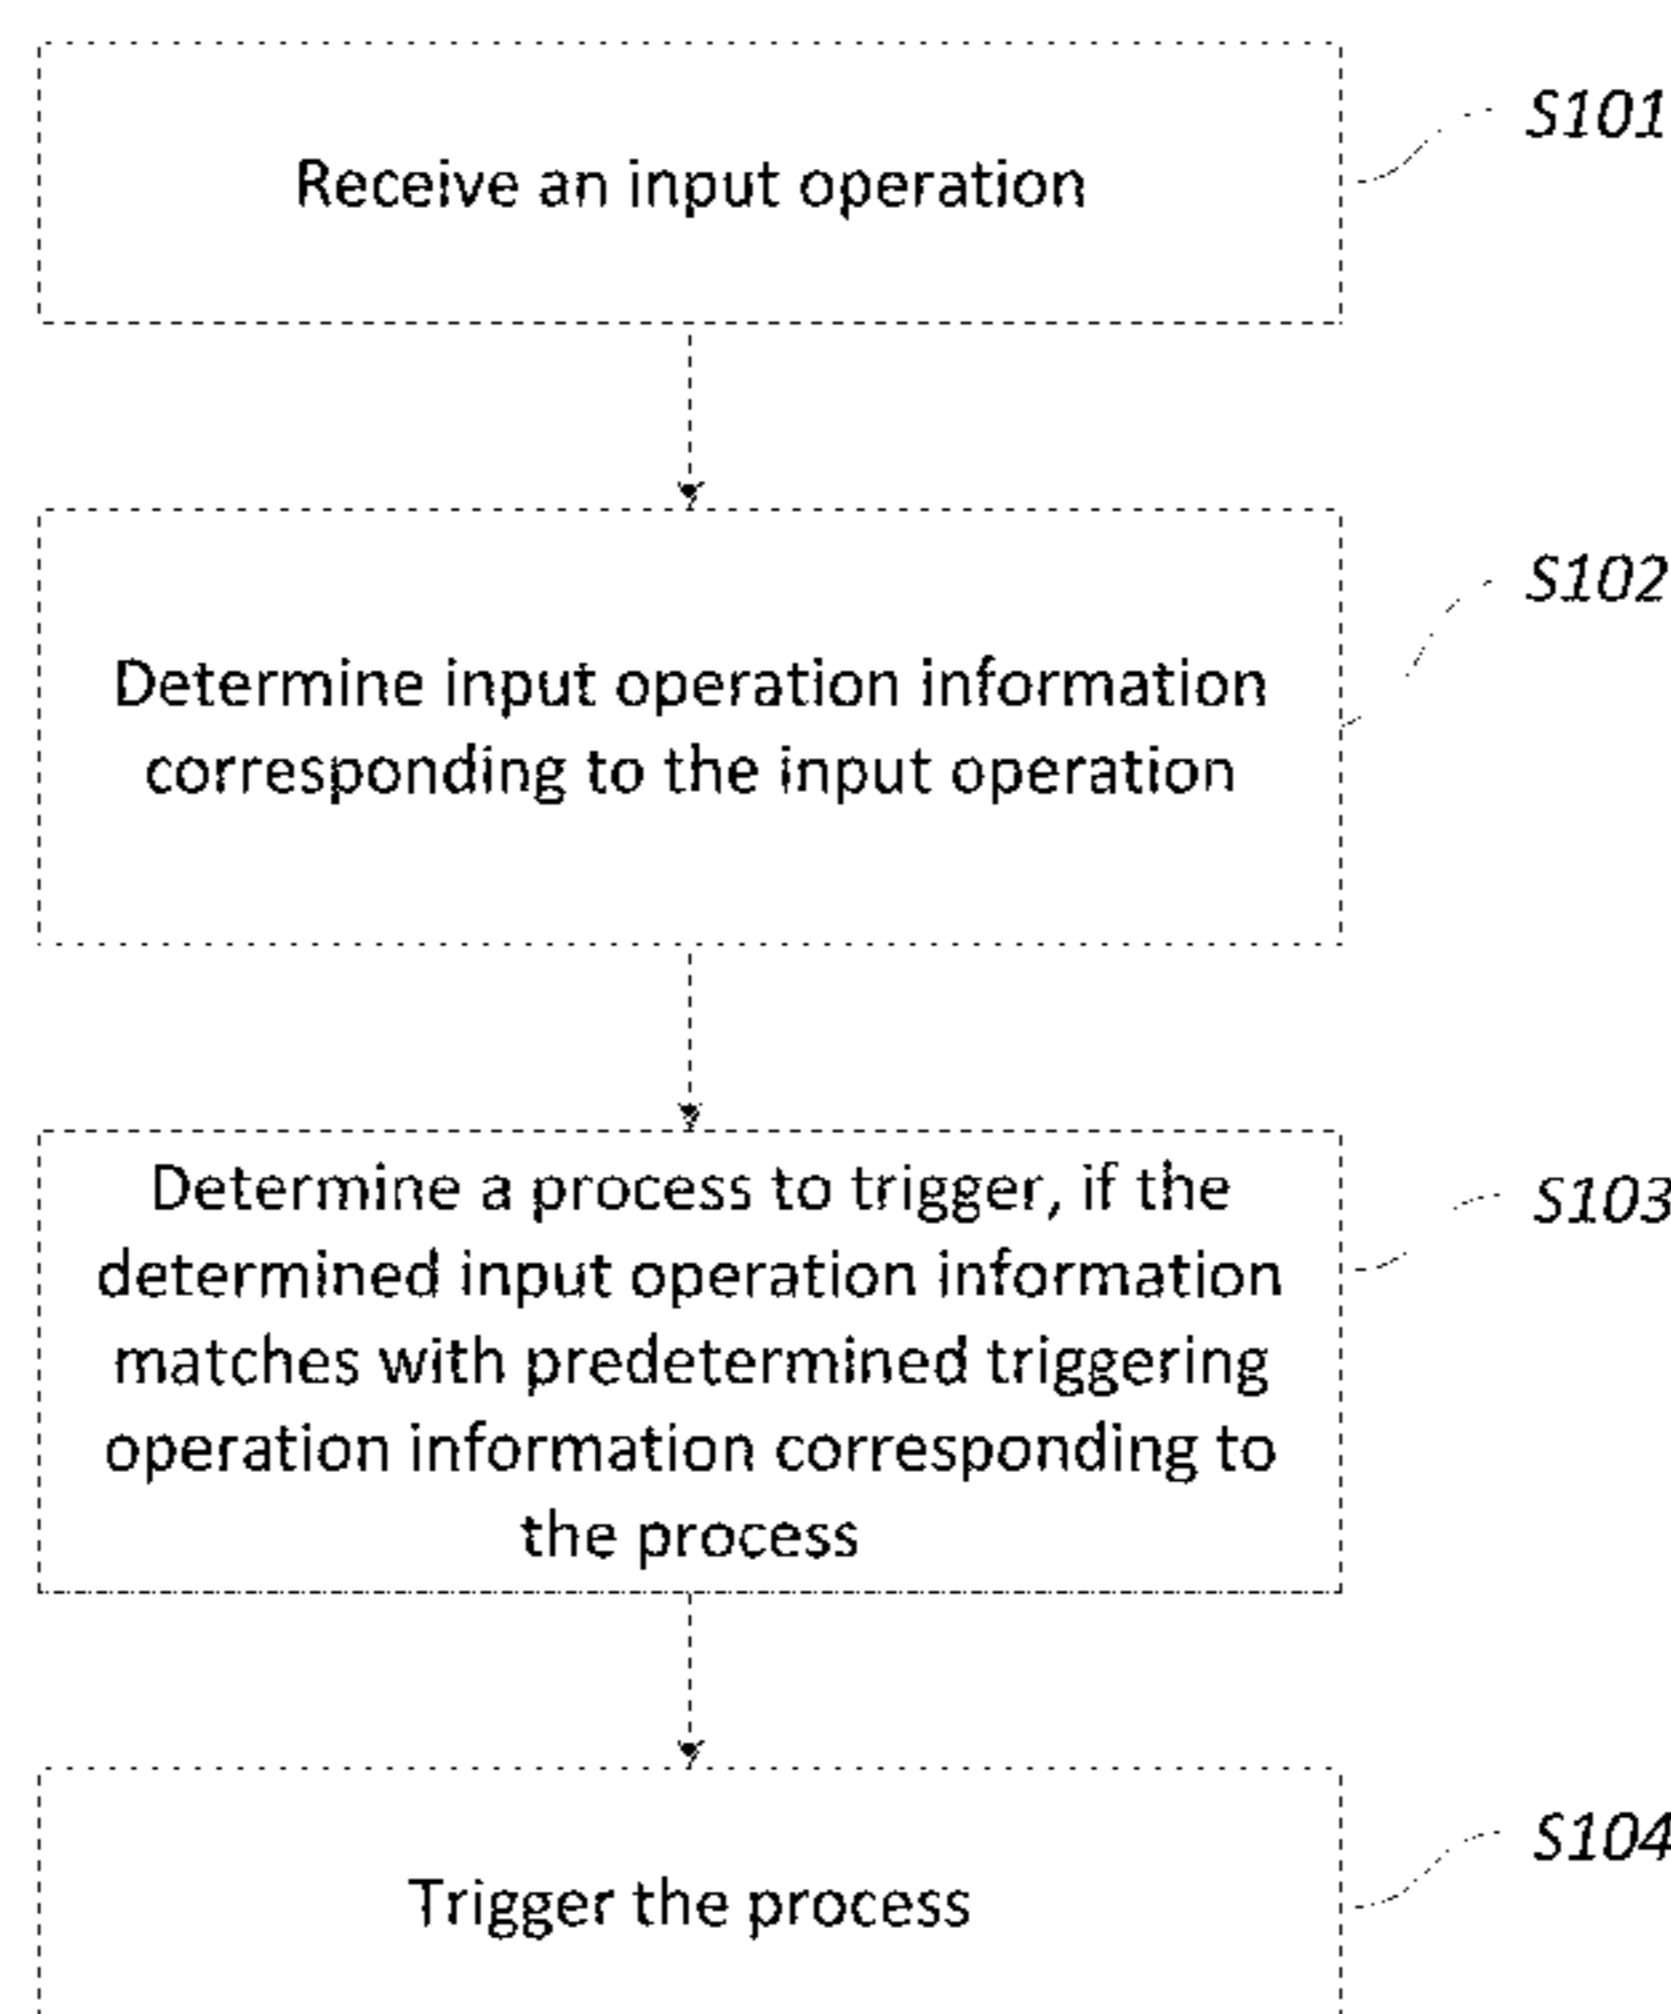 S101
Receive an input operation
S102
Determine input operation information
corresponding to the input operation
Determine a process to trigger, if the
S103
determined input operation information
matches with predetermined triggering
operation information corresponding to
the process
S104
Trigger the process